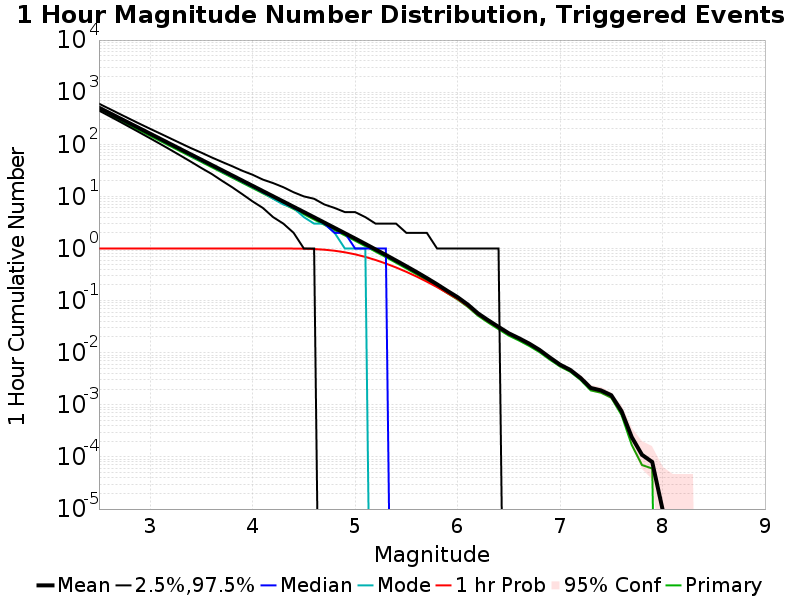 1 Hour Magnitude Number Distribution, Triggered Events
1 Hour Cumulative Number
10^4
10^3
10^2
10^1
10^0
10^-1
10^-2
10^-3
10^-4
10^-5
3 4 5 6 7 8 9
Magnitude
Mean 2.5%,97.5% Median Mode 1 hr Prob 95% Conf Primary